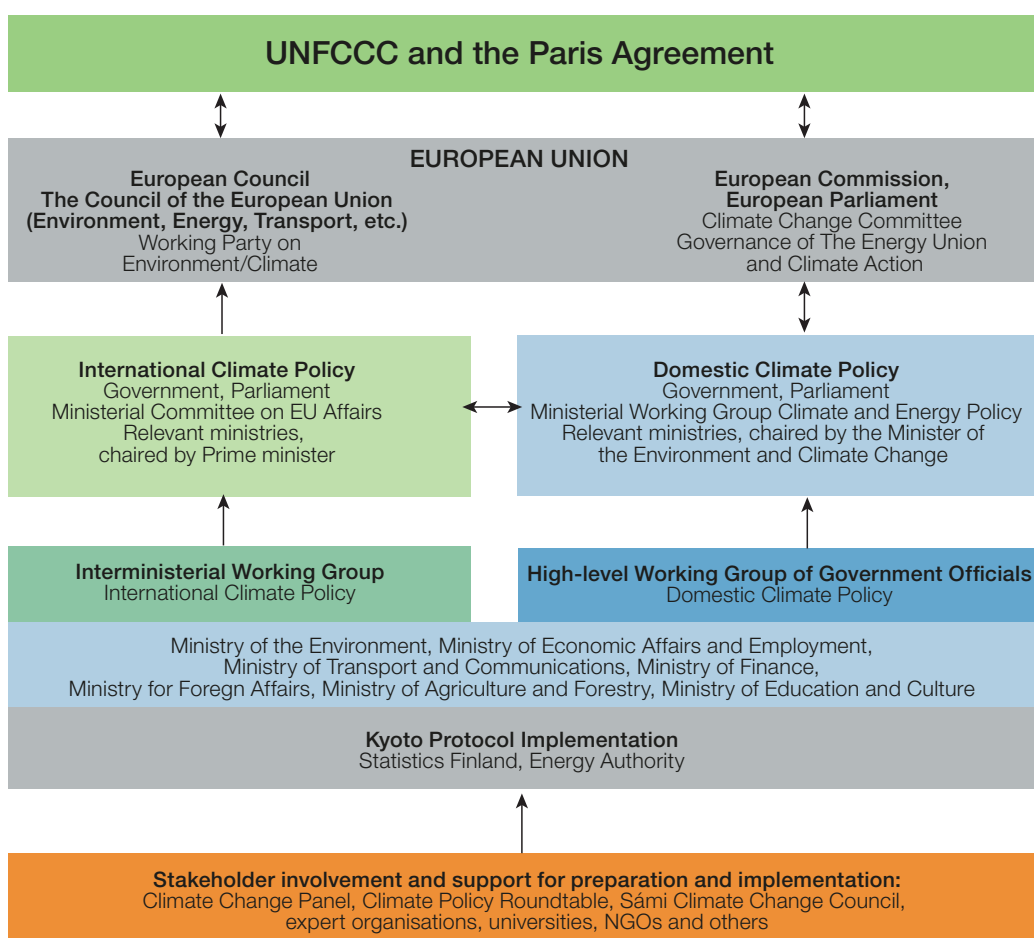 UNFCCC and the Paris Agreement
EUROPEAN UNION
European Council
The Council of the European Union
(Environment, Energy, Transport, etc.)
Working Party on
Environment/Climate
European Commission,
European Parliament
Climate Change Committee
Governance of The Energy Union
and Climate Action
International Climate Policy
Government, Parliament
Ministerial Committee on EU Affairs
Relevant ministries,
chaired by Prime minister
Domestic Climate Policy
Government, Parliament
Ministerial Working Group Climate and Energy Policy
Relevant ministries, chaired by the Minister of
the Environment and Climate Change
Interministerial Working Group
International Climate Policy
High-level Working Group of Government Officials
Domestic Climate Policy
Ministry of the Environment, Ministry of Economic Affairs and Employment,
Ministry of Transport and Communications, Ministry of Finance,
Ministry for Foregn Affairs, Ministry of Agriculture and Forestry, Ministry of Education and Culture
Kyoto Protocol Implementation
Statistics Finland, Energy Authority
Stakeholder involvement and support for preparation and implementation:
Climate Change Panel, Climate Policy Roundtable, Sámi Climate Change Council,
expert organisations, universities, NGOs and others